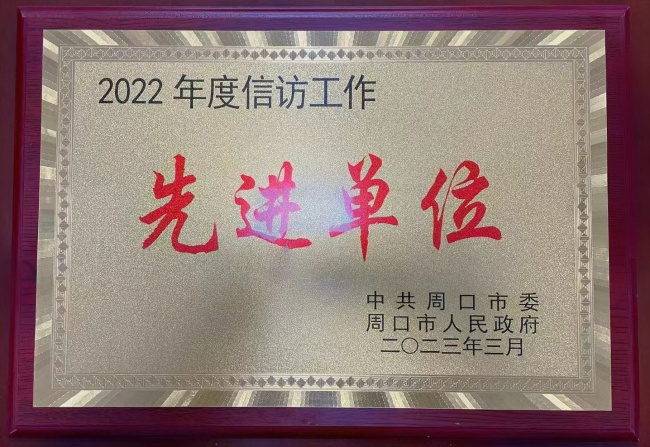 2022 年度信访工作
先进单位
中共周口市委
周口市人民政府
二〇二三年三月